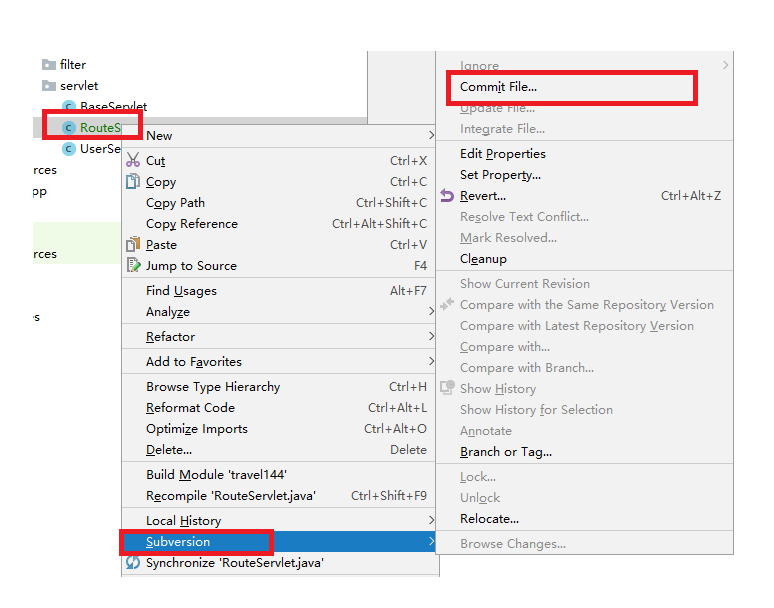 filter
servlet
BaseServlet
RouteS
UserSe
rces
pp
rces
s
New
Cut Ctrl+X
Copy Ctrl+C
Copy Path Ctrl+Shift+C
Copy Reference Ctrl+Alt+Shift+C
Paste Ctrl+V
Jump to Source F4
Find Usages Alt+F7
Analyze
Refactor
Add to Favorites
Browse Type Hierarchy Ctrl+H
Reformat Code Ctrl+Alt+L
Optimize Imports Ctrl+Alt+O
Delete... Delete
Build Module 'travel144'
Recompile 'RouteServlet.java' Ctrl+Shift+F9
Local History
Subversion
Synchronize 'RouteServlet.java'
Ignore
Commit File...
Update File...
Integrate File...
Edit Properties
Set Property...
Revert... Ctrl+Alt+Z
Resolve Text Conflict...
Mark Resolved...
Cleanup
Show Current Revision
Compare with the Same Repository Version
Compare with Latest Repository Version
Compare with...
Compare with Branch...
Show History
Show History for Selection
Annotate
Branch or Tag...
Lock...
Unlock
Relocate...
Browse Changes...